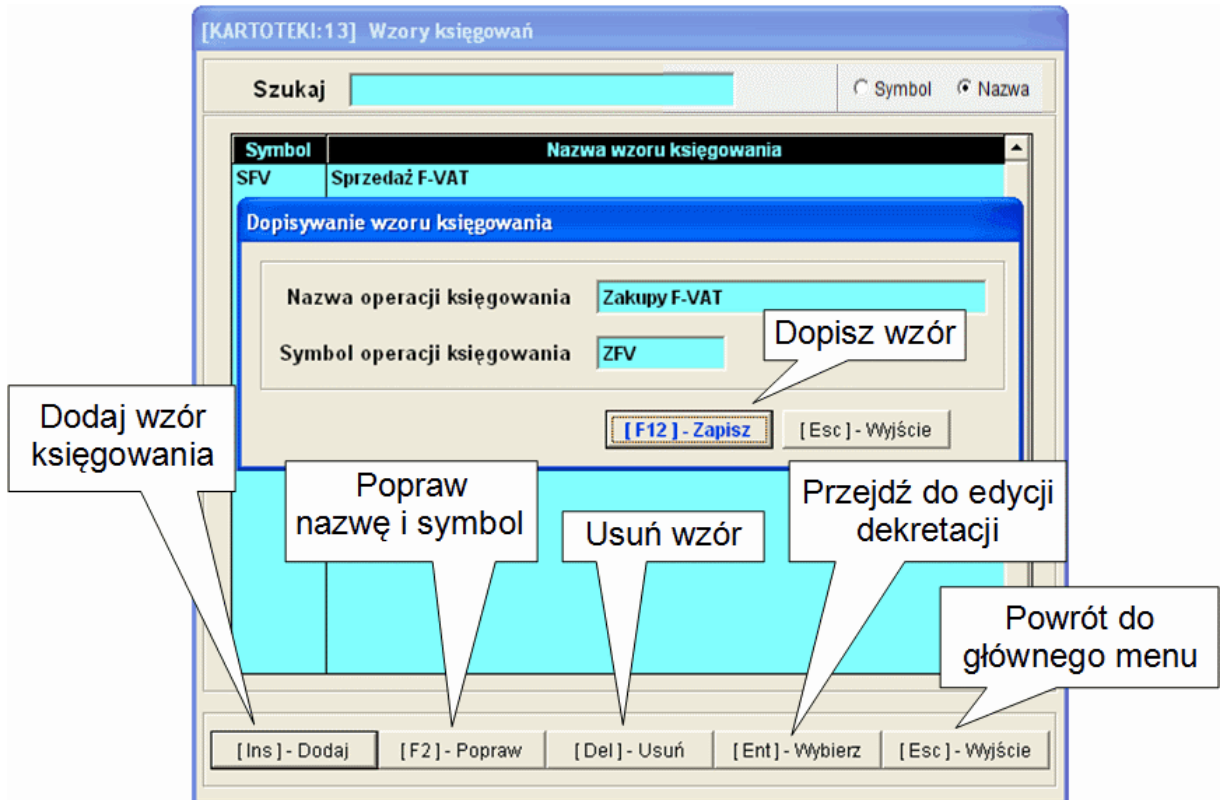 [KARTOTEKI:13] Wzory księgowań
Szukaj
Symbol Nazwa
Symbol Nazwa wzoru księgowania
SFV Sprzedaż F-VAT
Dopisywanie wzoru księgowania
Nazwa operacji księgowania Zakupy F-VAT
Dopisz wzór
Symbol operacji księgowania ZFV
[ F12 ] - Zapisz [ Esc ] - Wyjście
Dodaj wzór
księgowania
Popraw
nazwę i symbol
Usuń wzór
Przejdź do edycji
dekretacji
Powrót do
głównego menu
[ Ins ] - Dodaj [ F2 ] - Popraw [ Del ] - Usuń [ Ent ] - Wybierz [ Esc ] - Wyjście